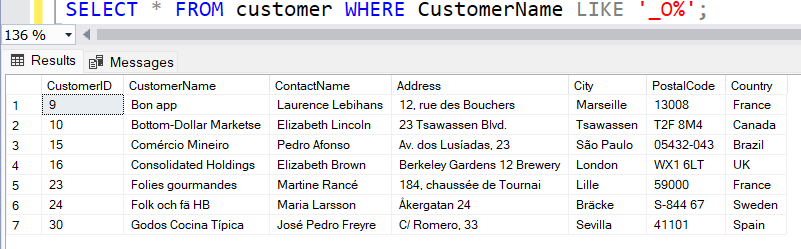 SELECT * FROM customer WHERE CustomerName LIKE '_O%';
136 %
Results Messages
CustomerID CustomerName ContactName Address City PostalCode Country
1 9 Bon app Laurence Lebihans 12, rue des Bouchers Marseille 13008 France
2 10 Bottom-Dollar Marketse Elizabeth Lincoln 23 Tsawassen Blvd. Tsawassen T2F 8M4 Canada
3 15 Comércio Mineiro Pedro Afonso Av. dos Lusíadas, 23 São Paulo 05432-043 Brazil
4 16 Consolidated Holdings Elizabeth Brown Berkeley Gardens 12 Brewery London WX1 6LT UK
5 23 Folies gourmandes Martine Rancé 184, chaussée de Tournai Lille 59000 France
6 24 Folk och fä HB Maria Larsson Åkergatan 24 Bräcke S-844 67 Sweden
7 30 Godos Cocina Típica José Pedro Freyre C/ Romero, 33 Sevilla 41101 Spain